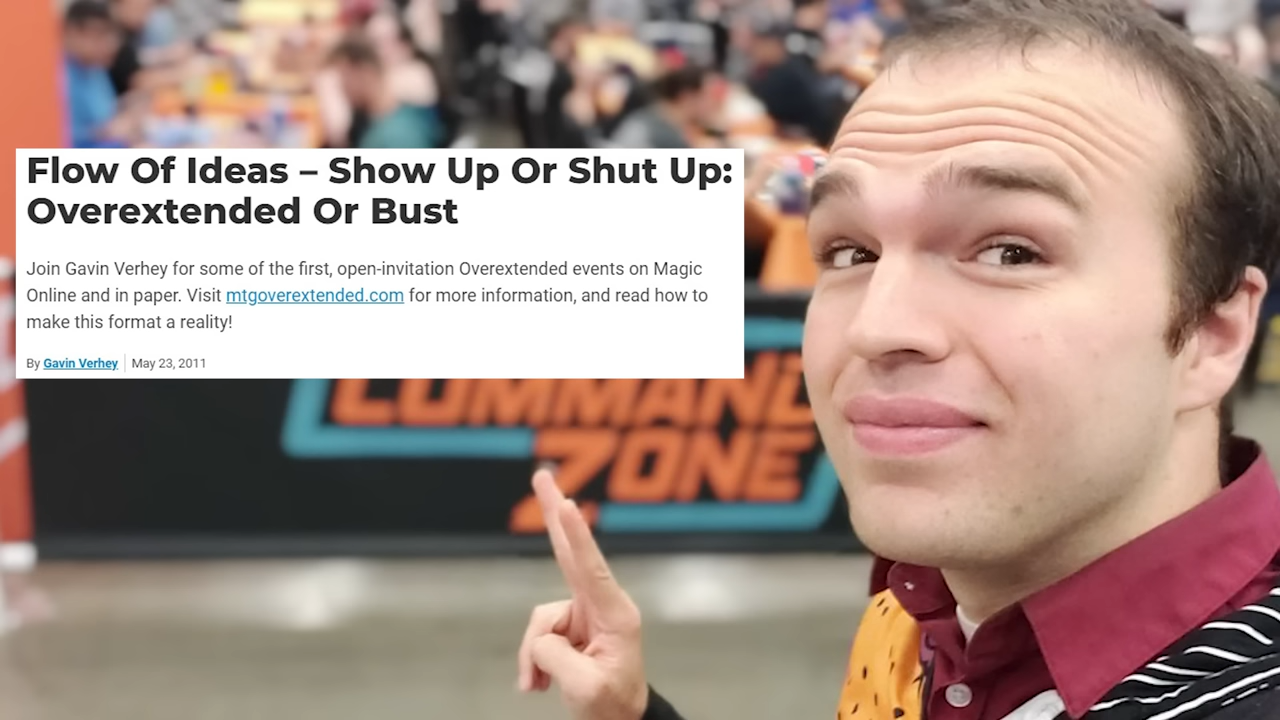 Flow Of Ideas – Show Up Or Shut Up:
Overextended Or Bust
Join Gavin Verhey for some of the first, open-invitation Overextended events on Magic
Online and in paper. Visit mtgoverextended.com for more information, and read how to
make this format a reality!
By Gavin Verhey | May 23, 2011
COMMAND
ZONE